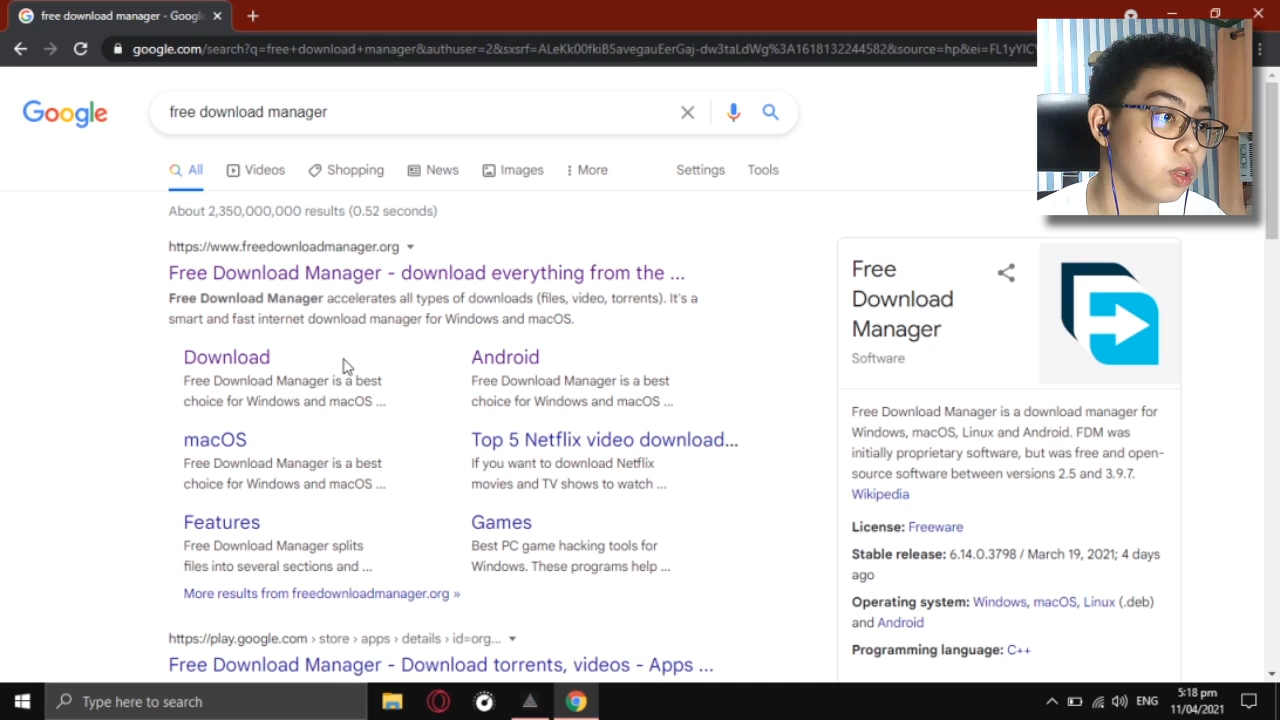 free download manager - Googl
google.com/search?q=free+download+manager&authuser=2&sxsrf=ALeKk00fkiB5avegauEerGaj-dw3taLdWg%3A1618132244582&source=hp&ei=FL1yYIC
Google
free download manager
All
Videos
Shopping
News
Images
More
Settings
Tools
About 2,350,000,000 results (0.52 seconds)
https://www.freedownloadmanager.org
Free Download Manager - download everything from the ...
Free Download Manager accelerates all types of downloads (files, video, torrents). It's a
smart and fast internet download manager for Windows and macOS.
Download
Free Download Manager is a best
choice for Windows and macOS ...
Android
Free Download Manager is a best
choice for Windows and macOS ...
macOS
Free Download Manager is a best
choice for Windows and macOS ...
Top 5 Netflix video download...
If you want to download Netflix
movies and TV shows to watch ...
Features
Free Download Manager splits
files into several sections and ...
Games
Best PC game hacking tools for
Windows. These programs help ...
More results from freedownloadmanager.org »
https://play.google.com › store › apps › details › id=org...
Free Download Manager - Download torrents, videos - Apps ...
Free
Download
Manager
Software
Free Download Manager is a download manager for
Windows, macOS, Linux and Android. FDM was
initially proprietary software, but was free and open-
source software between versions 2.5 and 3.9.7.
Wikipedia
License: Freeware
Stable release: 6.14.0.3798 / March 19, 2021; 4 days
ago
Operating system: Windows, macOS, Linux (.deb)
and Android
Programming language: C++
Type here to search
ENG
5:18 pm
11/04/2021